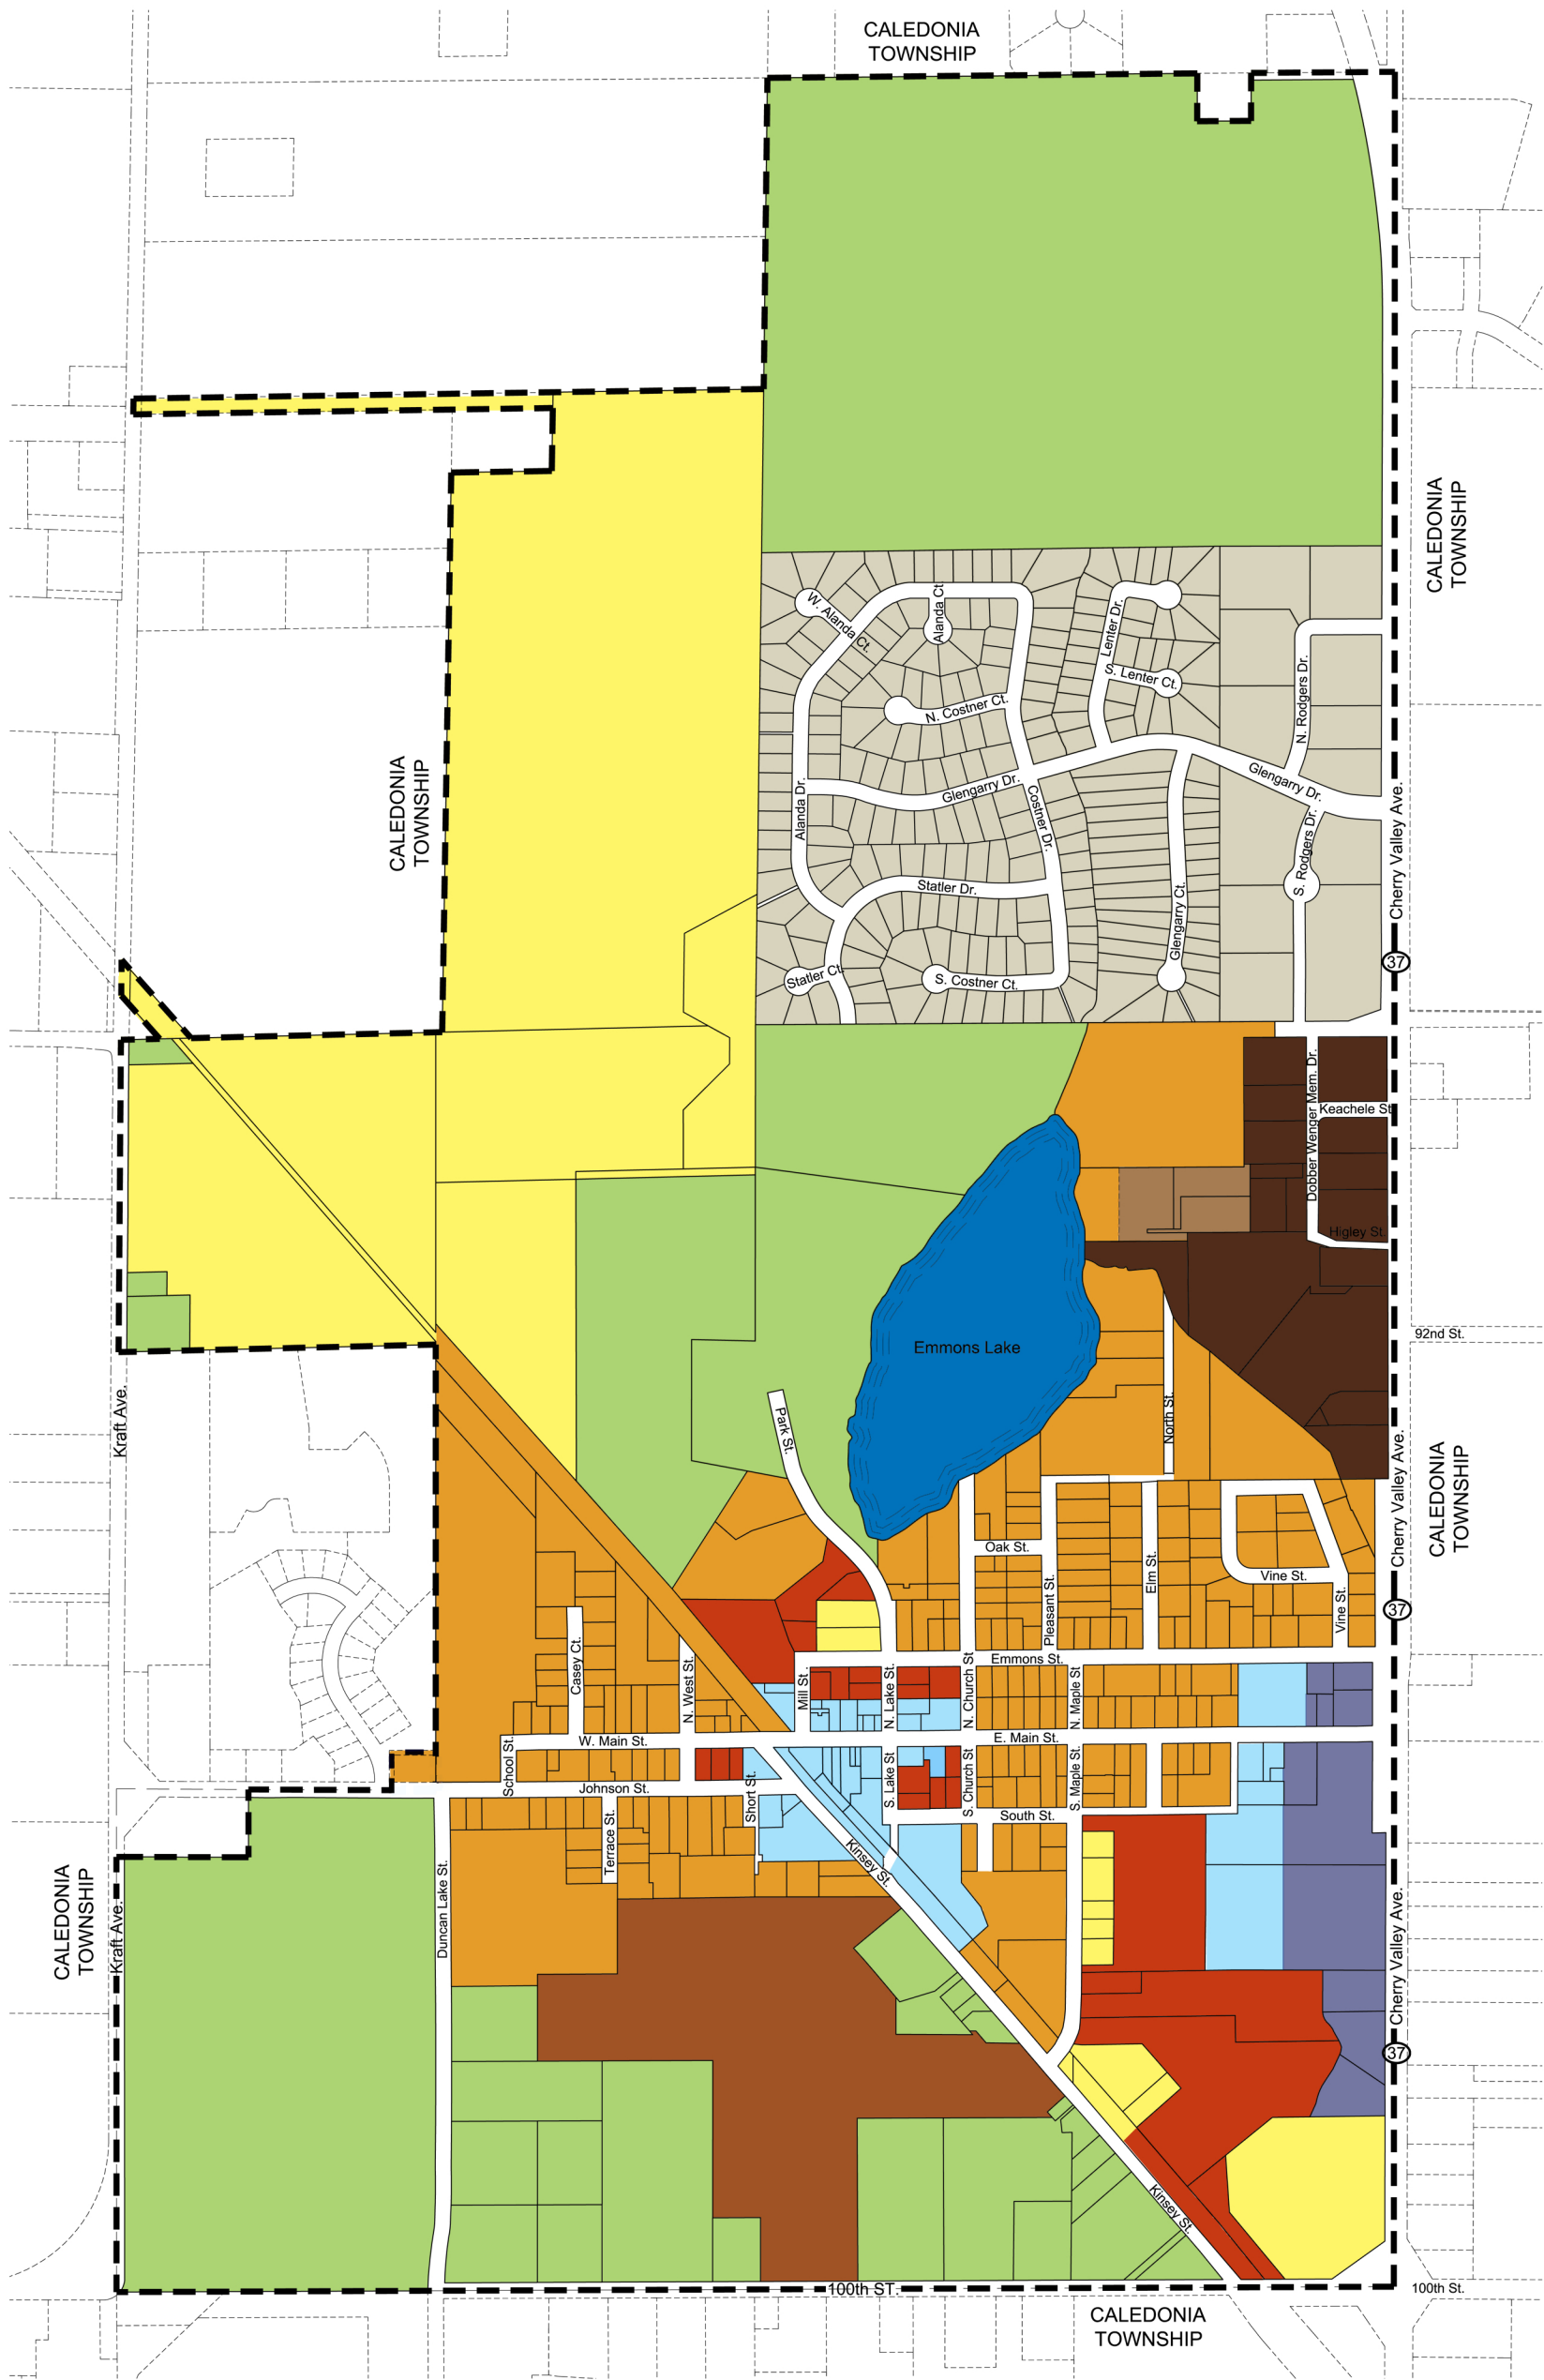 CALEDONIA
TOWNSHIP
CALEDONIA
TOWNSHIP
W. Alanda Ct.
Alanda Ct.
Lenter Dr.
S. Lenter Ct.
N. Costner Ct.
N. Rodgers Dr.
CALEDONIA
TOWNSHIP
Glengarry Dr.
Glengarry Dr.
Alanda Dr.
Costner Dr.
S. Rodgers Dr.
Cherry Valley Ave.
Statler Dr.
Glengarry Ct.
Statler Ct.
S. Costner Ct.
37
Dobber Wenger Mem. Dr.
Keachele St.
Higley St.
92nd St.
Emmons Lake
Kraft Ave.
Park St.
North St.
Cherry Valley Ave.
CALEDONIA
TOWNSHIP
Oak St.
Pleasant St.
Elm St.
Vine St.
Vine St.
37
Casey Ct.
N. West St.
Mill St.
N. Lake St.
N. Church St
Emmons St.
N. Maple St.
School St.
W. Main St.
E. Main St.
Johnson St.
Short St.
S. Lake St.
S. Church St.
S. Maple St.
South St.
Terrace St.
Kinsey St.
CALEDONIA
TOWNSHIP
Kraft Ave.
Duncan Lake St.
Cherry Valley Ave.
37
Kinsey St.
100th ST.
100th St.
CALEDONIA
TOWNSHIP